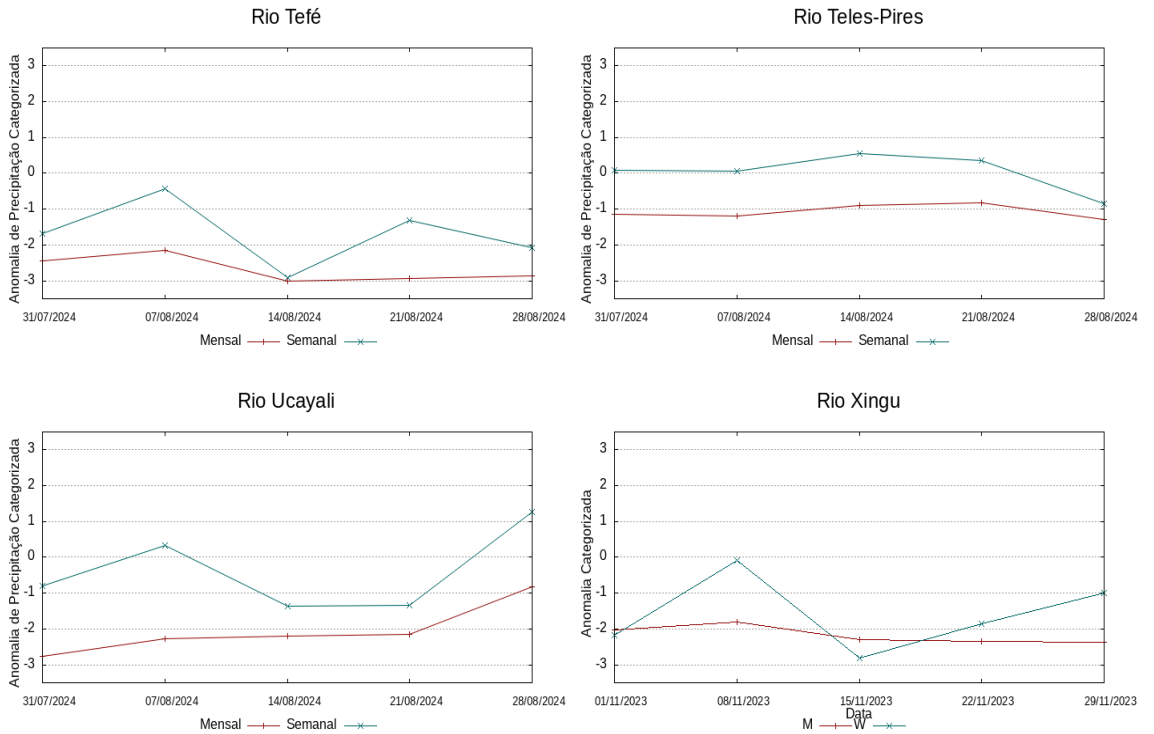 Rio Tefé
Anomalia de Precipitação Categorizada
3
2
1
0
-1
-2
-3
31/07/2024 07/08/2024 14/08/2024 21/08/2024 28/08/2024
Mensal Semanal
Rio Teles-Pires
Anomalia de Precipitação Categorizada
3
2
1
0
-1
-2
-3
31/07/2024 07/08/2024 14/08/2024 21/08/2024 28/08/2024
Mensal Semanal
Rio Ucayali
Anomalia de Precipitação Categorizada
3
2
1
0
-1
-2
-3
31/07/2024 07/08/2024 14/08/2024 21/08/2024 28/08/2024
Mensal Semanal
Rio Xingu
Anomalia Categorizada
3
2
1
0
-1
-2
-3
01/11/2023 08/11/2023 15/11/2023 22/11/2023 29/11/2023
Data
M W